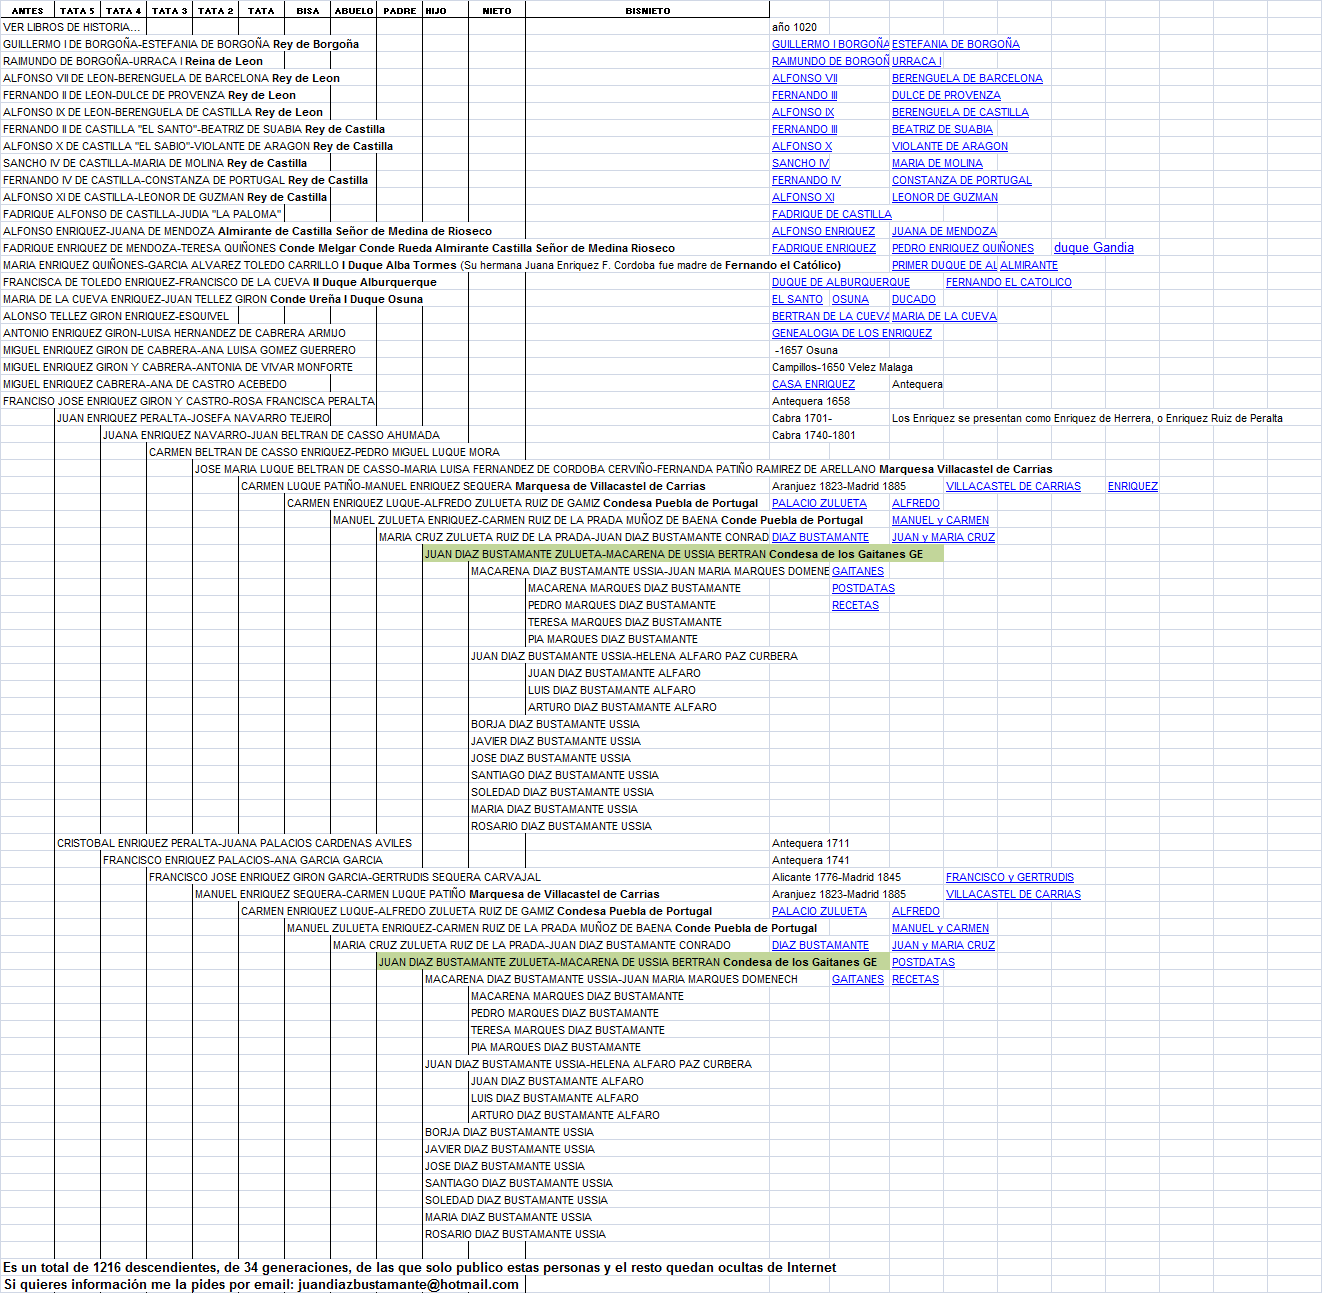 ANTES TATA 5 TATA 4 TATA 3 TATA 2 TATA BISA ABUELO PADRE HIJO NIETO BISNIETO
VER LIBROS DE HISTORIA... año 1020
GUILLERMO I DE BORGOÑA-ESTEFANIA DE BORGOÑA Rey de Borgoña GUILLERMO I BORGOÑA ESTEFANIA DE BORGOÑA
RAIMUNDO DE BORGOÑA-URRACA I Reina de Leon RAIMUNDO DE BORGOÑ URRACA I
ALFONSO VII DE LEON-BERENGUELA DE BARCELONA Rey de Leon ALFONSO VII BERENGUELA DE BARCELONA
FERNANDO II DE LEON-DULCE DE PROVENZA Rey de Leon FERNANDO III DULCE DE PROVENZA
ALFONSO IX DE LEON-BERENGUELA DE CASTILLA Rey de Leon ALFONSO IX BERENGUELA DE CASTILLA
FERNANDO II DE CASTILLA "EL SANTO"-BEATRIZ DE SUABIA Rey de Castilla FERNANDO III BEATRIZ DE SUABIA
ALFONSO X DE CASTILLA "EL SABIO"-VIOLANTE DE ARAGON Rey de Castilla ALFONSO X VIOLANTE DE ARAGON
SANCHO IV DE CASTILLA-MARIA DE MOLINA Rey de Castilla SANCHO IV MARIA DE MOLINA
FERNANDO IV DE CASTILLA-CONSTANZA DE PORTUGAL Rey de Castilla FERNANDO IV CONSTANZA DE PORTUGAL
ALFONSO XI DE CASTILLA-LEONOR DE GUZMAN Rey de Castilla ALFONSO XI LEONOR DE GUZMAN
FADRIQUE ALFONSO DE CASTILLA-JUDIA "LA PALOMA" FADRIQUE DE CASTILLA
ALFONSO ENRIQUEZ-JUANA DE MENDOZA Almirante de Castilla Señor de Medina de Rioseco ALFONSO ENRIQUEZ JUANA DE MENDOZA
FADRIQUE ENRIQUEZ DE MENDOZA-TERESA QUIÑONES Conde Melgar Conde Rueda Almirante Castilla Señor de Medina Rioseco FADRIQUE ENRIQUEZ PEDRO ENRIQUEZ QUIÑONES duque Gandia
MARIA ENRIQUEZ QUIÑONES-GARCIA ALVAREZ TOLEDO CARRILLO I Duque Alba Tormes (Su hermana Juana Enriquez F. Cordoba fue madre de Fernando el Católico) PRIMER DUQUE DE AL ALMIRANTE
FRANCISCA DE TOLEDO ENRIQUEZ-FRANCISCO DE LA CUEVA II Duque Alburquerque DUQUE DE ALBURQUERQUE FERNANDO EL CATOLICO
MARIA DE LA CUEVA ENRIQUEZ-JUAN TELLEZ GIRON Conde Ureña I Duque Osuna EL SANTO OSUNA DUCADO
ALONSO TELLEZ GIRON ENRIQUEZ-ESQUIVEL BERTRAN DE LA CUEVA MARIA DE LA CUEVA
ANTONIO ENRIQUEZ GIRON-LUISA HERNANDEZ DE CABRERA ARMIJO GENEALOGIA DE LOS ENRIQUEZ
MIGUEL ENRIQUEZ GIRON DE CABRERA-ANA LUISA GOMEZ GUERRERO -1657 Osuna
MIGUEL ENRIQUEZ GIRON Y CABRERA-ANTONIA DE VIVAR MONFORTE Campillos-1650 Velez Malaga
MIGUEL ENRIQUEZ CABRERA-ANA DE CASTRO ACEBEDO CASA ENRIQUEZ Antequera
FRANCISO JOSE ENRIQUEZ GIRON Y CASTRO-ROSA FRANCISCA PERALTA Antequera 1658
JUAN ENRIQUEZ PERALTA-JOSEFA NAVARRO TEJEIRO Cabra 1701- Los Enriquez se presentan como Enriquez de Herrera, o Enriquez Ruiz de Peralta
JUANA ENRIQUEZ NAVARRO-JUAN BELTRAN DE CASSO AHUMADA Cabra 1740-1801
CARMEN BELTRAN DE CASSO ENRIQUEZ-PEDRO MIGUEL LUQUE MORA
JOSE MARIA LUQUE BELTRAN DE CASSO-MARIA LUISA FERNANDEZ DE CORDOBA CERVIÑO-FERNANDA PATIÑO RAMIREZ DE ARELLANO Marquesa Villacastel de Carrias
CARMEN LUQUE PATIÑO-MANUEL ENRIQUEZ SEQUERA Marquesa de Villacastel de Carrias Aranjuez 1823-Madrid 1885 VILLACASTEL DE CARRIAS ENRIQUEZ
CARMEN ENRIQUEZ LUQUE-ALFREDO ZULUETA RUIZ DE GAMIZ Condesa Puebla de Portugal PALACIO ZULUETA ALFREDO
MANUEL ZULUETA ENRIQUEZ-CARMEN RUIZ DE LA PRADA MUÑOZ DE BAENA Conde Puebla de Portugal MANUEL y CARMEN
MARIA CRUZ ZULUETA RUIZ DE LA PRADA-JUAN DIAZ BUSTAMANTE CONRAD DIAZ BUSTAMANTE JUAN y MARIA CRUZ
JUAN DIAZ BUSTAMANTE ZULUETA-MACARENA DE USSIA BERTRAN Condesa de los Gaitanes GE
MACARENA DIAZ BUSTAMANTE USSIA-JUAN MARIA MARQUES DOMENE GAITANES
MACARENA MARQUES DIAZ BUSTAMANTE POSTDATAS
PEDRO MARQUES DIAZ BUSTAMANTE RECETAS
TERESA MARQUES DIAZ BUSTAMANTE
PIA MARQUES DIAZ BUSTAMANTE
JUAN DIAZ BUSTAMANTE USSIA-HELENA ALFARO PAZ CURBERA
JUAN DIAZ BUSTAMANTE ALFARO
LUIS DIAZ BUSTAMANTE ALFARO
ARTURO DIAZ BUSTAMANTE ALFARO
BORJA DIAZ BUSTAMANTE USSIA
JAVIER DIAZ BUSTAMANTE USSIA
JOSE DIAZ BUSTAMANTE USSIA
SANTIAGO DIAZ BUSTAMANTE USSIA
SOLEDAD DIAZ BUSTAMANTE USSIA
MARIA DIAZ BUSTAMANTE USSIA
ROSARIO DIAZ BUSTAMANTE USSIA
CRISTOBAL ENRIQUEZ PERALTA-JUANA PALACIOS CARDENAS AVILES Antequera 1711
FRANCISCO ENRIQUEZ PALACIOS-ANA GARCIA GARCIA Antequera 1741
FRANCISCO JOSE ENRIQUEZ GIRON GARCIA-GERTRUDIS SEQUERA CARVAJAL Alicante 1776-Madrid 1845 FRANCISCO y GERTRUDIS
MANUEL ENRIQUEZ SEQUERA-CARMEN LUQUE PATIÑO Marquesa de Villacastel de Carrias Aranjuez 1823-Madrid 1885 VILLACASTEL DE CARRIAS
CARMEN ENRIQUEZ LUQUE-ALFREDO ZULUETA RUIZ DE GAMIZ Condesa Puebla de Portugal PALACIO ZULUETA ALFREDO
MANUEL ZULUETA ENRIQUEZ-CARMEN RUIZ DE LA PRADA MUÑOZ DE BAENA Conde Puebla de Portugal MANUEL y CARMEN
MARIA CRUZ ZULUETA RUIZ DE LA PRADA-JUAN DIAZ BUSTAMANTE CONRADO DIAZ BUSTAMANTE JUAN y MARIA CRUZ
JUAN DIAZ BUSTAMANTE ZULUETA-MACARENA DE USSIA BERTRAN Condesa de los Gaitanes GE POSTDATAS
MACARENA DIAZ BUSTAMANTE USSIA-JUAN MARIA MARQUES DOMENECH GAITANES RECETAS
MACARENA MARQUES DIAZ BUSTAMANTE
PEDRO MARQUES DIAZ BUSTAMANTE
TERESA MARQUES DIAZ BUSTAMANTE
PIA MARQUES DIAZ BUSTAMANTE
JUAN DIAZ BUSTAMANTE USSIA-HELENA ALFARO PAZ CURBERA
JUAN DIAZ BUSTAMANTE ALFARO
LUIS DIAZ BUSTAMANTE ALFARO
ARTURO DIAZ BUSTAMANTE ALFARO
BORJA DIAZ BUSTAMANTE USSIA
JAVIER DIAZ BUSTAMANTE USSIA
JOSE DIAZ BUSTAMANTE USSIA
SANTIAGO DIAZ BUSTAMANTE USSIA
SOLEDAD DIAZ BUSTAMANTE USSIA
MARIA DIAZ BUSTAMANTE USSIA
ROSARIO DIAZ BUSTAMANTE USSIA
Es un total de 1216 descendientes, de 34 generaciones, de las que solo publico estas personas y el resto quedan ocultas de Internet
Si quieres información me la pides por email: juandiazbustamante@hotmail.com